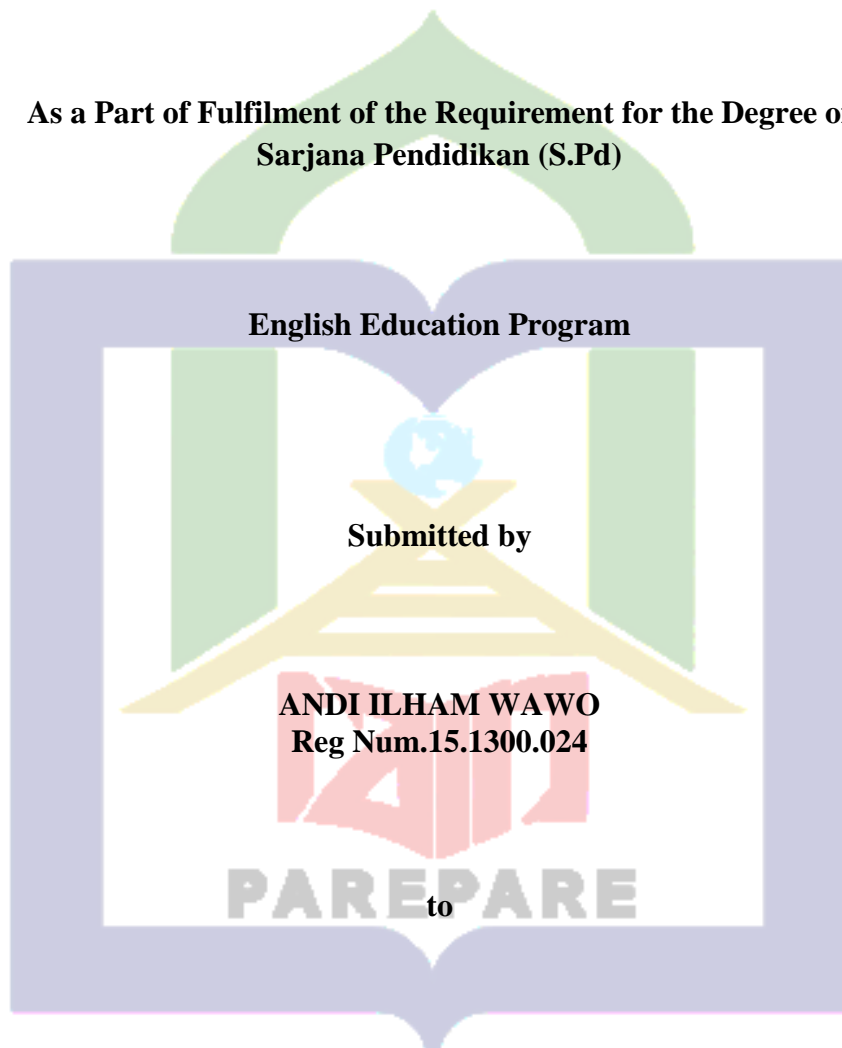 As a Part of Fulfilment of the Requirement for the Degree of
Sarjana Pendidikan (S.Pd)
English Education Program
Submitted by
ANDI ILHAM WAWO
Reg Num.15.1300.024
PAREPARE
to